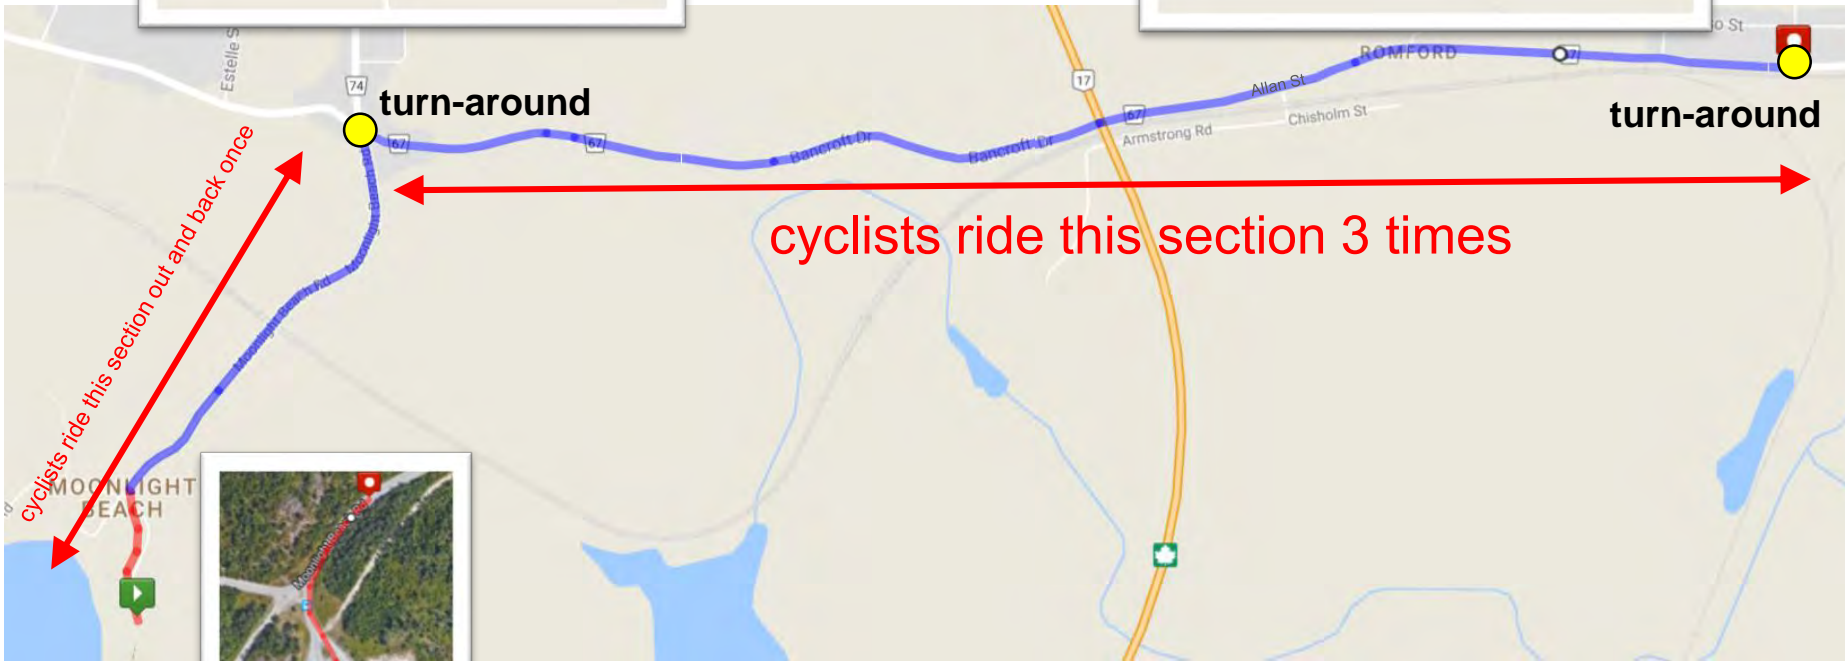 Estelle S
74
turn-around
67
67
Bancroft Dr
Bancroft Dr
17
67
Armstrong Rd
Allan St
Chisholm St
ROMFORD
o St
turn-around
cyclists ride this section 3 times
cyclists ride this section out and back once
Moonlight Beach Rd
Moonlight Beach Rd
MOONLIGHT
BEACH